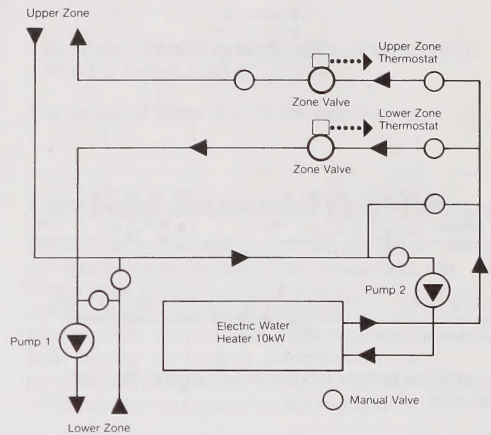 Upper Zone
Upper Zone
Thermostat
Zone Valve
Lower Zone
Thermostat
Zone Valve
Pump 2
Electric Water
Heater 10kW
Pump 1
Manual Valve
Lower Zone